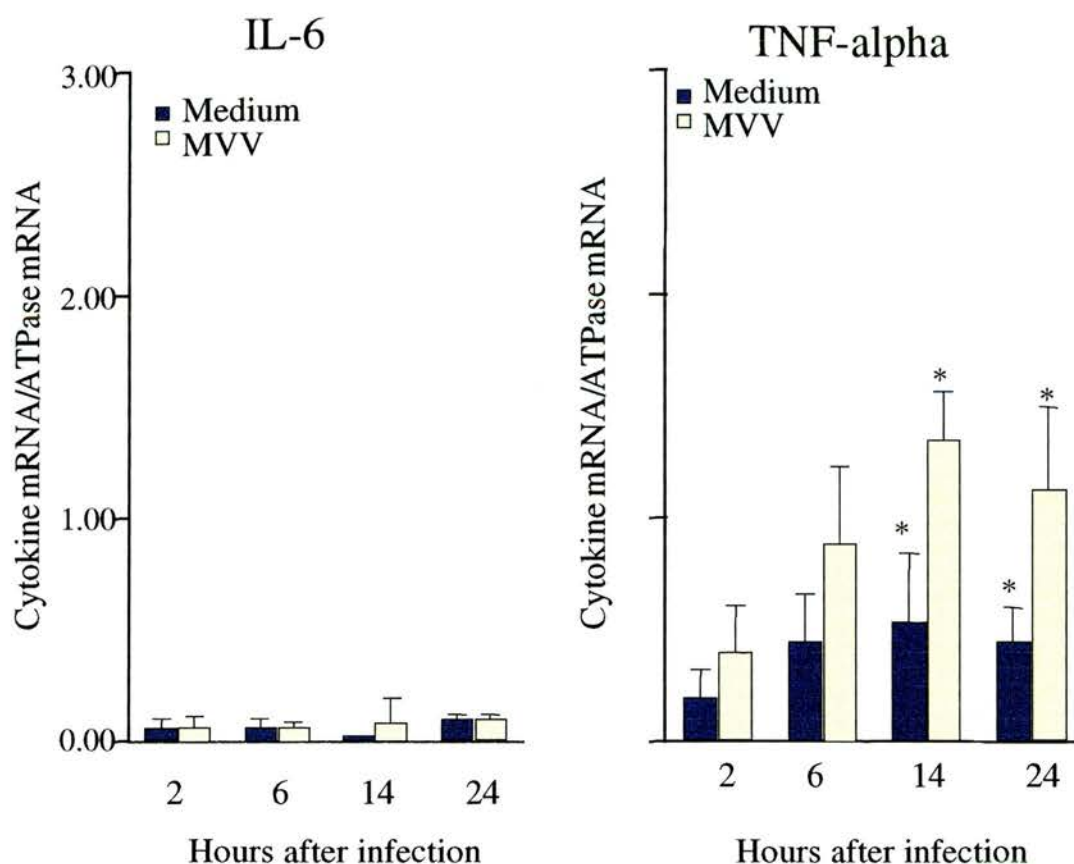 IL-6
3.00
Medium
MVV
Cytokine mRNA/ATPase mRNA
2.00
1.00
0.00
2 6 14 24
Hours after infection
TNF-alpha
Medium
MVV
Cytokine mRNA/ATPase mRNA
*
*
*
*
2 6 14 24
Hours after infection